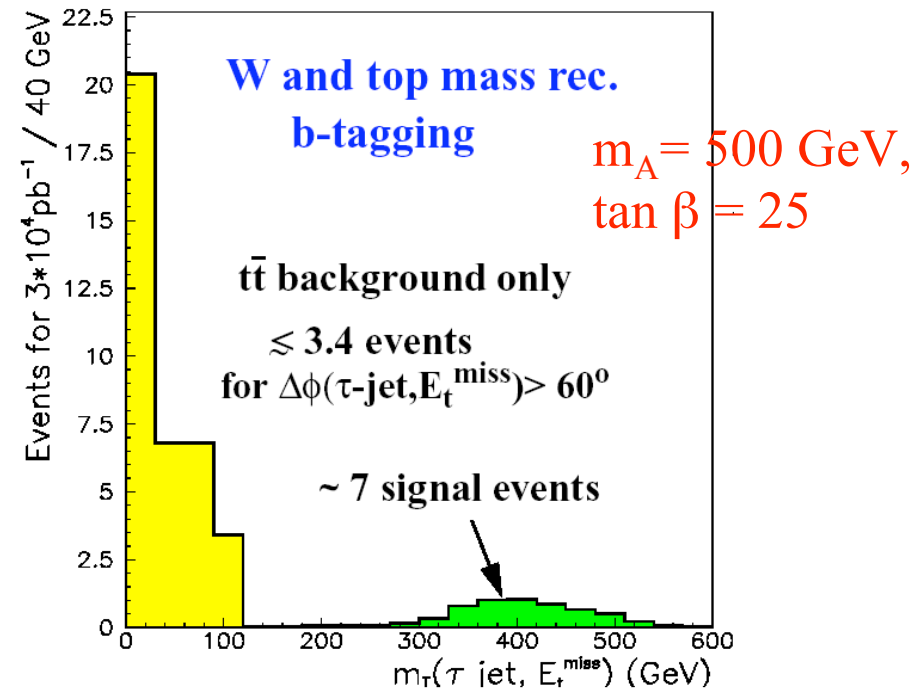 Events for 3*10⁴pb⁻¹ / 40 GeV
22.5
20
17.5
15
12.5
10
7.5
5
2.5
0
W and top mass rec.
b-tagging
m_A= 500 GeV,
tan β = 25
tt̄ background only
≲ 3.4 events
for Δϕ(τ-jet,E_t^miss)> 60°
~ 7 signal events
0 100 200 300 400 500 600
m_T(τ jet, E_t^miss) (GeV)